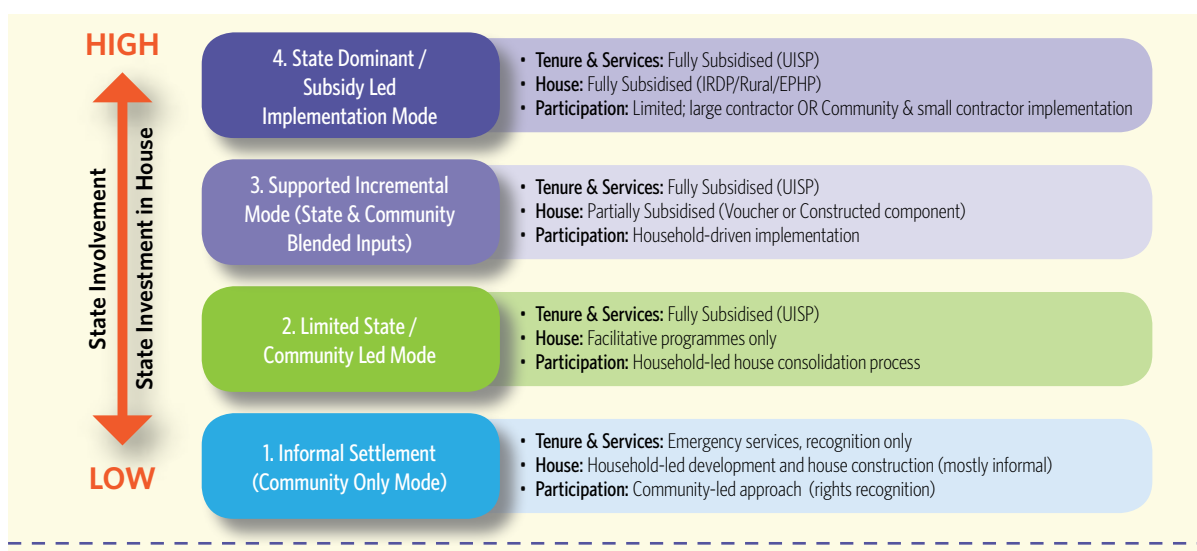 HIGH
State Involvement
State Investment in House
LOW
4. State Dominant /
Subsidy Led
Implementation Mode
• Tenure & Services: Fully Subsidised (UISP)
• House: Fully Subsidised (IRDP/Rural/EPHP)
• Participation: Limited; large contractor OR Community & small contractor implementation
3. Supported Incremental
Mode (State & Community
Blended Inputs)
• Tenure & Services: Fully Subsidised (UISP)
• House: Partially Subsidised (Voucher or Constructed component)
• Participation: Household-driven implementation
2. Limited State /
Community Led Mode
• Tenure & Services: Fully Subsidised (UISP)
• House: Facilitative programmes only
• Participation: Household-led house consolidation process
1. Informal Settlement
(Community Only Mode)
• Tenure & Services: Emergency services, recognition only
• House: Household-led development and house construction (mostly informal)
• Participation: Community-led approach (rights recognition)